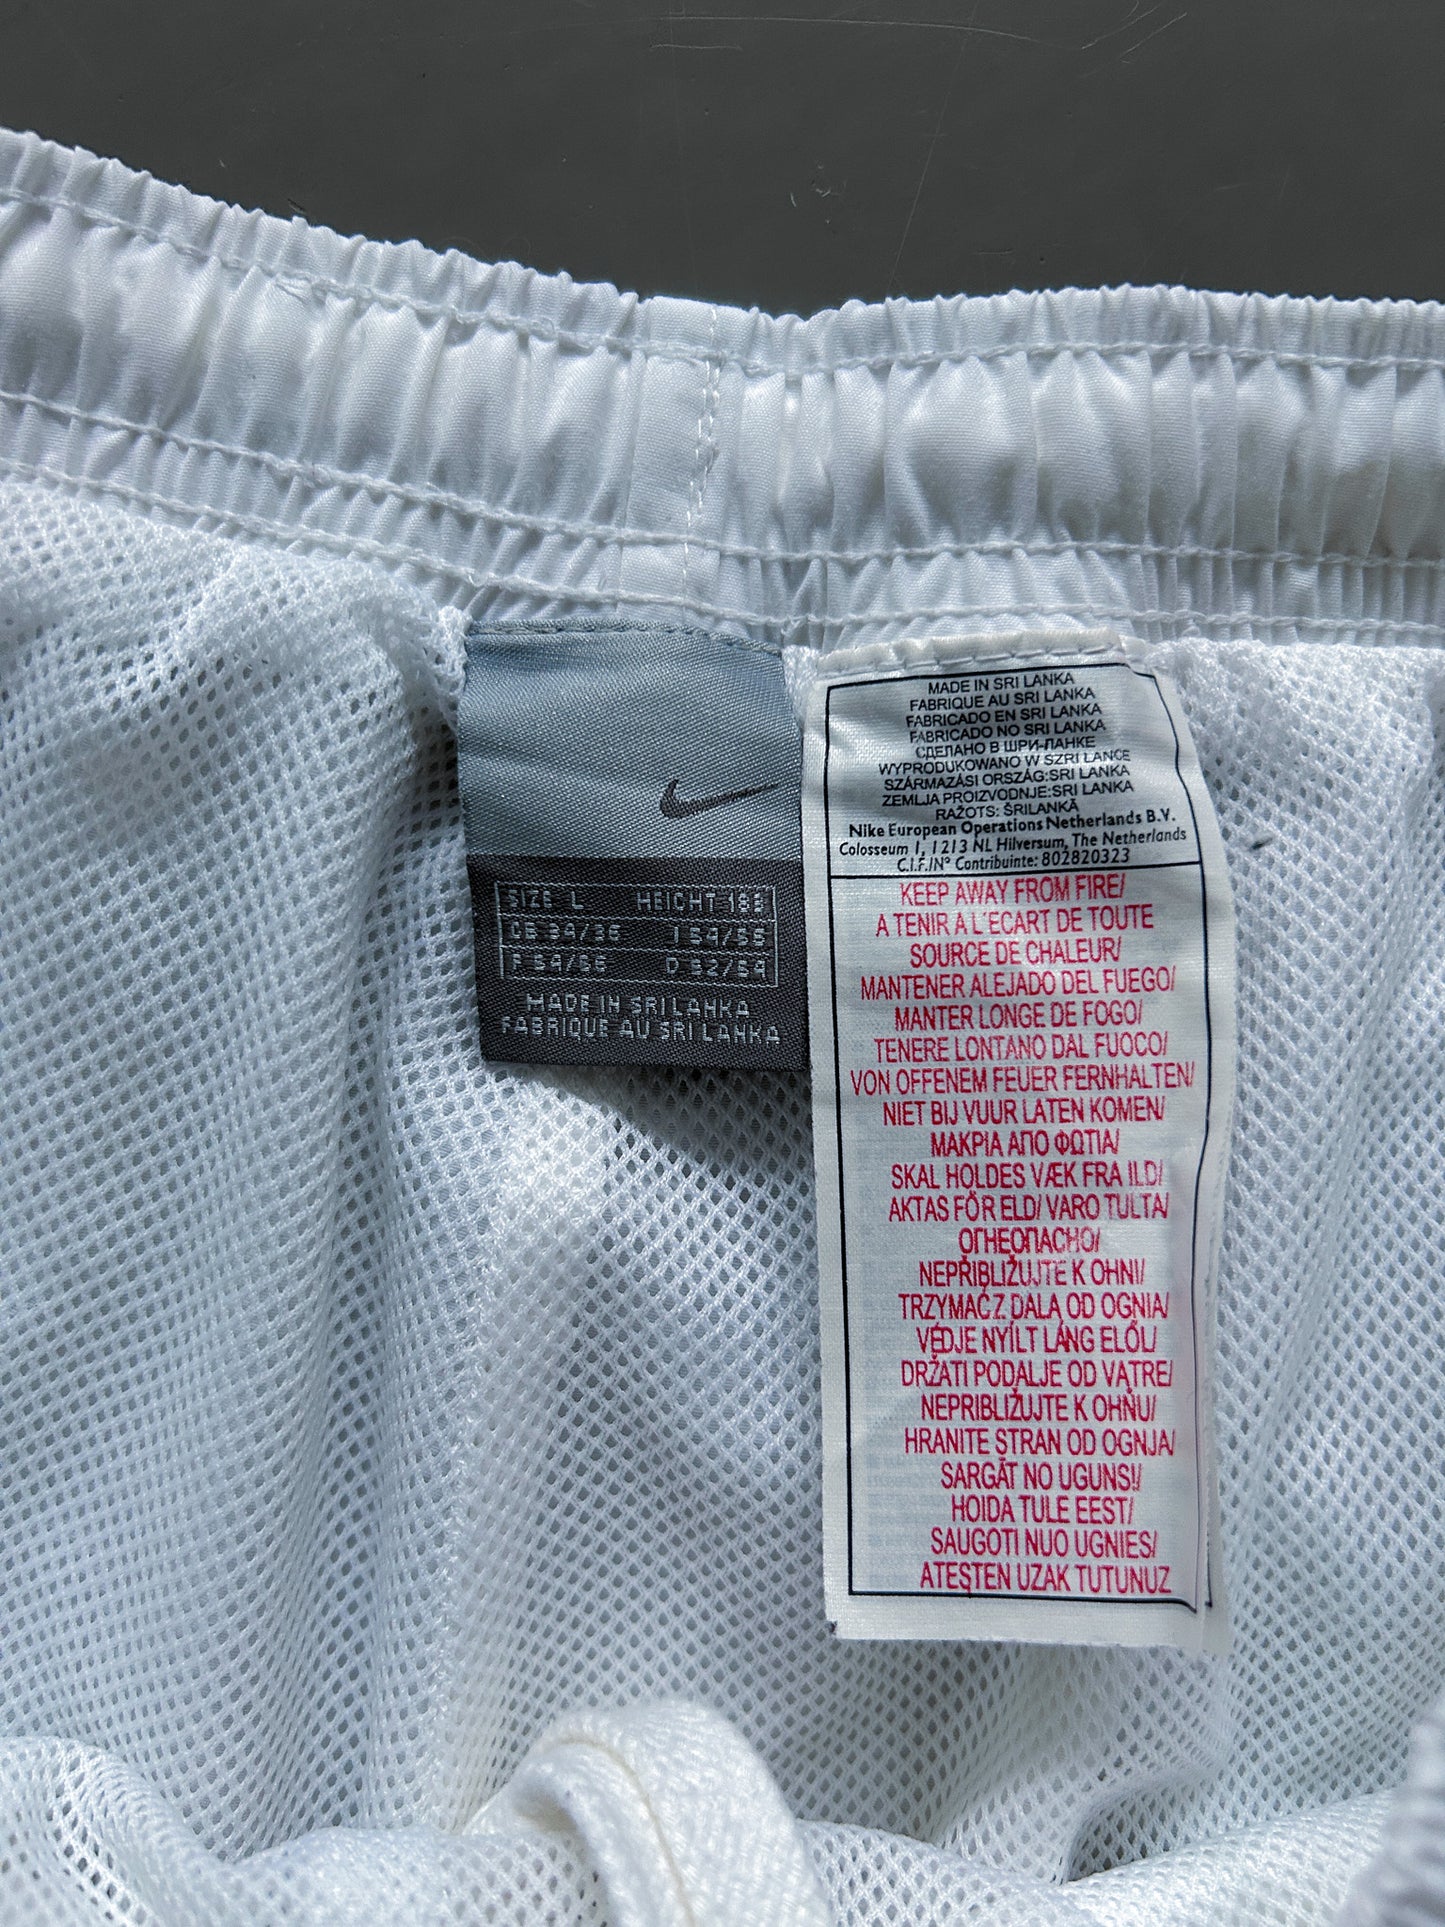 SIZE L HEIGHT 188
GB 34/36 I 54/56
F 54/56 D 52/54
MADE IN SRI LANKA
FABRIQUE AU SRI LANKA
MADE IN SRI LANKA
FABRIQUE AU SRI LANKA
FABRICADO EN SRI LANKA
FABRICADO NO SRI LANKA
СДЕЛАНО В ШРИ-ЛАНКЕ
WYPRODUKOWANO W SZRI LANCE
SZÁRMAZÁSI ORSZÁG:SRI LANKA
ZEMLJA PROIZVODNJE:SRI LANKA
RAŽOTS: ŠRILANKĀ
Nike European Operations Netherlands B.V.
Colosseum 1, 1213 NL Hilversum, The Netherlands
C.I.F./N° Contribuinte: 802820323
KEEP AWAY FROM FIRE/
A TENIR A L'ECART DE TOUTE
SOURCE DE CHALEUR/
MANTENER ALEJADO DEL FUEGO/
MANTER LONGE DE FOGO/
TENERE LONTANO DAL FUOCO/
VON OFFENEM FEUER FERNHALTEN/
NIET BIJ VUUR LATEN KOMEN/
ΜΑΚΡΙΑ ΑΠΟ ΦΩΤΙΑ/
SKAL HOLDES VÆK FRA ILD/
AKTAS FÖR ELD/ VARO TULTA/
ОГНЕОПАСНО/
NEPŘIBLIŽUJTE K OHNI/
TRZYMAĆ Z DALA OD OGNIA/
VÉDJE NYÍLT LÁNG ELŐL/
DRŽATI PODALJE OD VATRE/
NEPRIBLIŽUJTE K OHŇU/
HRANITE STRAN OD OGNJA/
SARGĀT NO UGUNS!/
HOIDA TULE EEST/
SAUGOTI NUO UGNIES/
ATEŞTEN UZAK TUTUNUZ